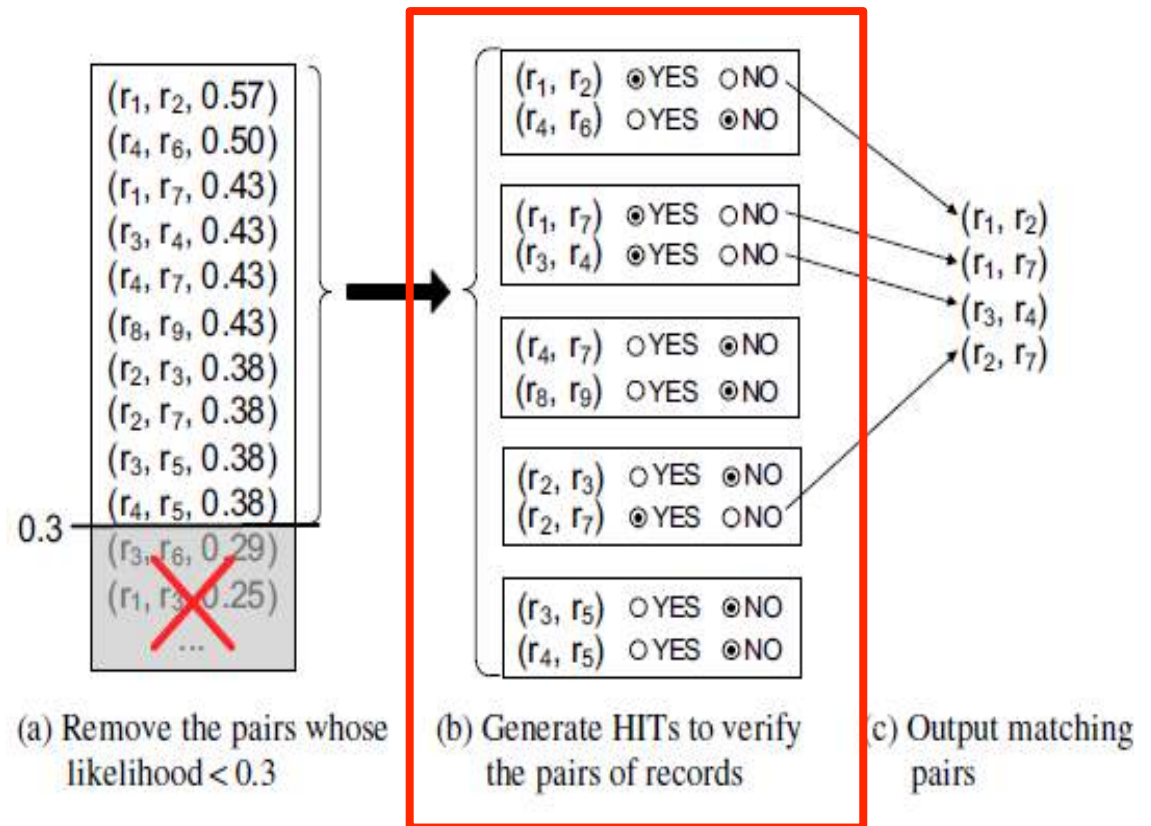 (r₁, r₂, 0.57)
(r₄, r₆, 0.50)
(r₁, r₇, 0.43)
(r₃, r₄, 0.43)
(r₄, r₇, 0.43)
(r₈, r₉, 0.43)
(r₂, r₃, 0.38)
(r₂, r₇, 0.38)
(r₃, r₅, 0.38)
(r₄, r₅, 0.38)
0.3
(r₃, r₆, 0.29)
(r₁, r₃, 0.25)
...
(a) Remove the pairs whose
likelihood < 0.3
(r₁, r₂) YES NO
(r₄, r₆) YES NO
(r₁, r₇) YES NO
(r₃, r₄) YES NO
(r₄, r₇) YES NO
(r₈, r₉) YES NO
(r₂, r₃) YES NO
(r₂, r₇) YES NO
(r₃, r₅) YES NO
(r₄, r₅) YES NO
(b) Generate HITs to verify
the pairs of records
(r₁, r₂)
(r₁, r₇)
(r₃, r₄)
(r₂, r₇)
(c) Output matching
pairs